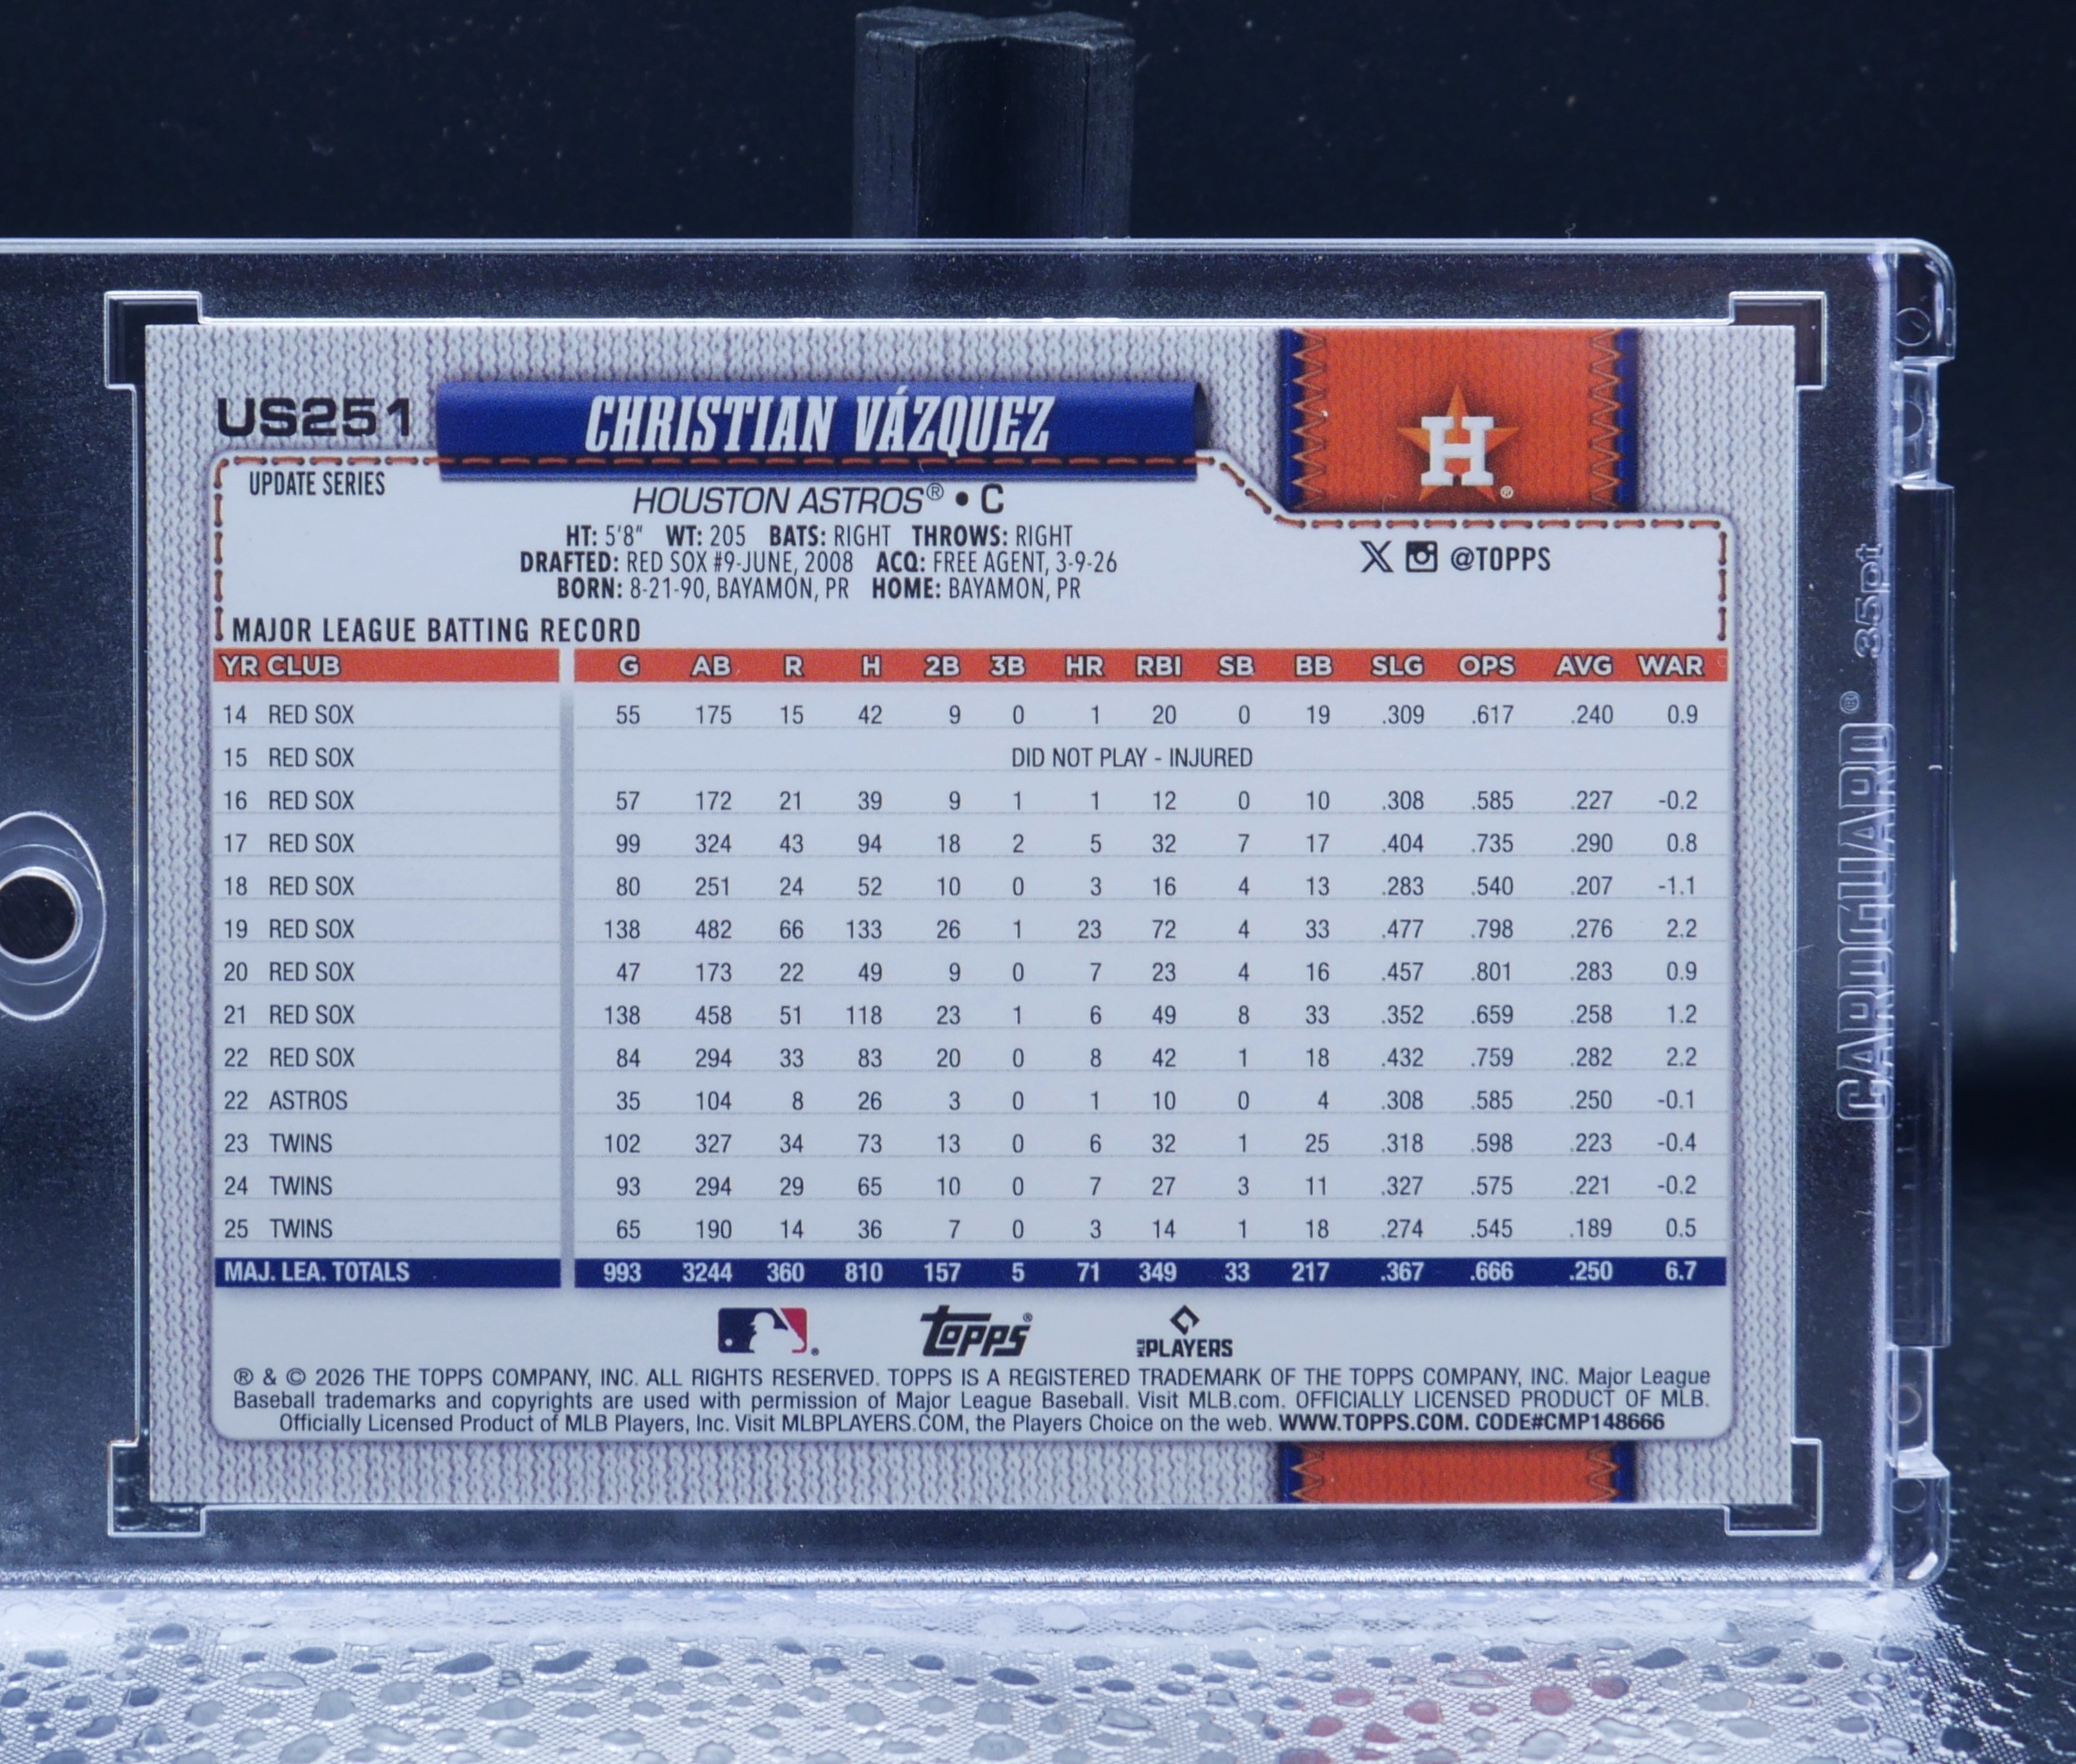 US251
CHRISTIAN VÁZQUEZ
H®
UPDATE SERIES
HOUSTON ASTROS® • C
HT: 5'8" WT: 205 BATS: RIGHT THROWS: RIGHT
DRAFTED: RED SOX #9-JUNE, 2008 ACQ: FREE AGENT, 3-9-26
BORN: 8-21-90, BAYAMON, PR HOME: BAYAMON, PR
X @TOPPS
MAJOR LEAGUE BATTING RECORD
YR CLUB G AB R H 2B 3B HR RBI SB BB SLG OPS AVG WAR
14 RED SOX 55 175 15 42 9 0 1 20 0 19 .309 .617 .240 0.9
15 RED SOX DID NOT PLAY - INJURED
16 RED SOX 57 172 21 39 9 1 1 12 0 10 .308 .585 .227 -0.2
17 RED SOX 99 324 43 94 18 2 5 32 7 17 .404 .735 .290 0.8
18 RED SOX 80 251 24 52 10 0 3 16 4 13 .283 .540 .207 -1.1
19 RED SOX 138 482 66 133 26 1 23 72 4 33 .477 .798 .276 2.2
20 RED SOX 47 173 22 49 9 0 7 23 4 16 .457 .801 .283 0.9
21 RED SOX 138 458 51 118 23 1 6 49 8 33 .352 .659 .258 1.2
22 RED SOX 84 294 33 83 20 0 8 42 1 18 .432 .759 .282 2.2
22 ASTROS 35 104 8 26 3 0 1 10 0 4 .308 .585 .250 -0.1
23 TWINS 102 327 34 73 13 0 6 32 1 25 .318 .598 .223 -0.4
24 TWINS 93 294 29 65 10 0 7 27 3 11 .327 .575 .221 -0.2
25 TWINS 65 190 14 36 7 0 3 14 1 18 .274 .545 .189 0.5
MAJ. LEA. TOTALS 993 3244 360 810 157 5 71 349 33 217 .367 .666 .250 6.7
topps® MLB PLAYERS
® & © 2026 THE TOPPS COMPANY, INC. ALL RIGHTS RESERVED. TOPPS IS A REGISTERED TRADEMARK OF THE TOPPS COMPANY, INC. Major League
Baseball trademarks and copyrights are used with permission of Major League Baseball. Visit MLB.com. OFFICIALLY LICENSED PRODUCT OF MLB.
Officially Licensed Product of MLB Players, Inc. Visit MLBPLAYERS.COM, the Players Choice on the web. WWW.TOPPS.COM. CODE#CMP148666
CARDGUARD® 35pt